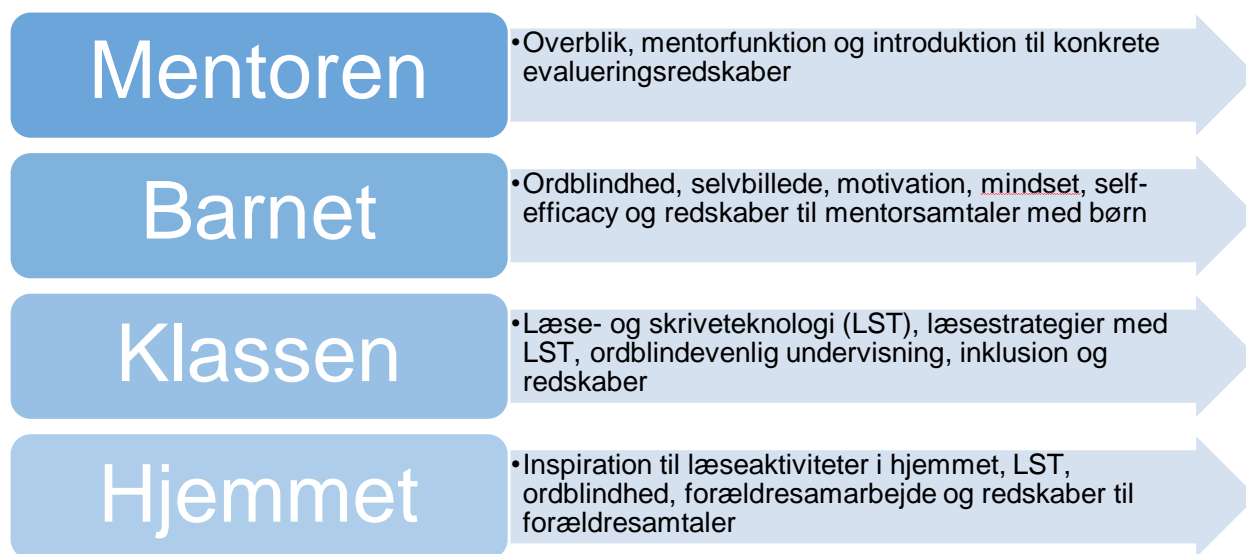 Mentoren
•Overblik, mentorfunktion og introduktion til konkrete
evalueringsredskaber
Barnet
•Ordblindhed, selvbillede, motivation, mindset, self-
efficacy og redskaber til mentorsamtaler med børn
Klassen
•Læse- og skriveteknologi (LST), læsestrategier med
LST, ordblindevenlig undervisning, inklusion og
redskaber
Hjemmet
•Inspiration til læseaktiviteter i hjemmet, LST,
ordblindhed, forældresamarbejde og redskaber til
forældresamtaler